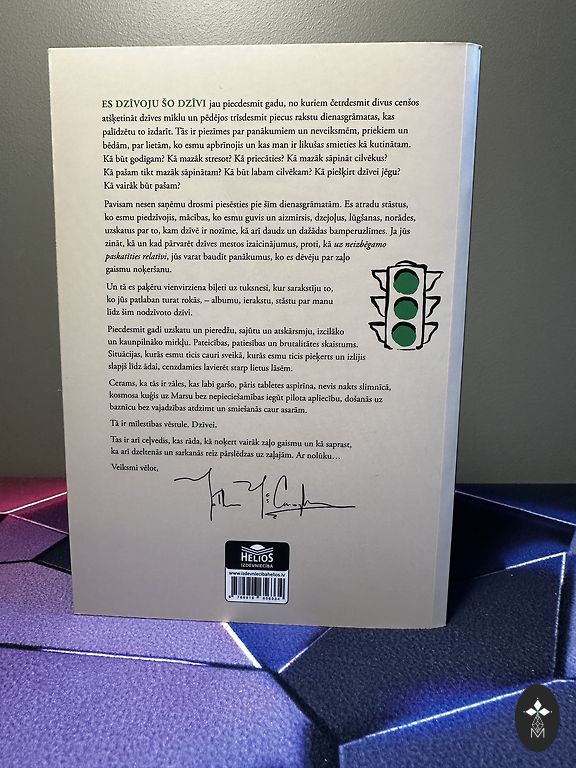 ES DZĪVOJU ŠO DZĪVI jau piecdesmit gadu, no kuriem četrdesmit divus cenšos
atšķetināt dzīves mīklu un pēdējos trīsdesmit piecus rakstu dienasgrāmatas, kas
palīdzētu to izdarīt. Tās ir piezīmes par panākumiem un neveiksmēm, priekiem un
bēdām, par lietām, ko esmu apbrīnojis un kas man ir likušas smieties kā kutinātam.
Kā būt godīgam? Kā mazāk stresot? Kā priecāties? Kā mazāk sāpināt cilvēkus?
Kā pašam tikt mazāk sāpinātam? Kā būt labam cilvēkam? Kā piešķirt dzīvei jēgu?
Kā vairāk būt pašam?
Pavisam nesen saņēmu drosmi piesēsties pie šīm dienasgrāmatām. Es atradu stāstus,
ko esmu piedzīvojis, mācības, ko esmu guvis un aizmirsis, dzejoļus, lūgšanas, norādes,
uzskatus par to, kam dzīvē ir nozīme, kā arī daudz un dažādas bamperuzlīmes. Ja jūs
zināt, kā un kad pārvarēt dzīves mestos izaicinājumus, proti, kā uz neizbēgamo
paskatīties relatīvi, jūs varat baudīt panākumus, ko es dēvēju par zaļo
gaismu noķeršanu.
Un tā es paķēru vienvirziena biļeti uz tuksnesi, kur sarakstīju to,
ko jūs patlaban turat rokās, – albumu, ierakstu, stāstu par manu
līdz šim nodzīvoto dzīvi.
Piecdesmit gadi uzskatu un pieredžu, sajūtu un atskārsmju, izcilāko
un kaunpilnāko mirkļu. Pateicības, patiesības un brutalitātes skaistums.
Situācijas, kurās esmu ticis cauri sveikā, kurās esmu ticis pieķerts un izlijis
slapjš līdz ādai, cenzdamies lavierēt starp lietus lāsēm.
Cerams, ka tās ir zāles, kas labi garšo, pāris tabletes aspirīna, nevis nakts slimnīcā,
kosmosa kuģis uz Marsu bez nepieciešamības iegūt pilota apliecību, došanās uz
baznīcu bez vajadzības atdzimt un smiešanās caur asarām.
Tā ir mīlestības vēstule. Dzīvei.
Tas ir arī ceļvedis, kas rāda, kā noķert vairāk zaļo gaismu un kā saprast,
ka arī dzeltenās un sarkanās reiz pārslēdzas uz zaļajām. Ar nolūku…
Veiksmi vēlot,
HELIOS
IZDEVNIECĪBA
www.izdevniecibahelios.lv
M